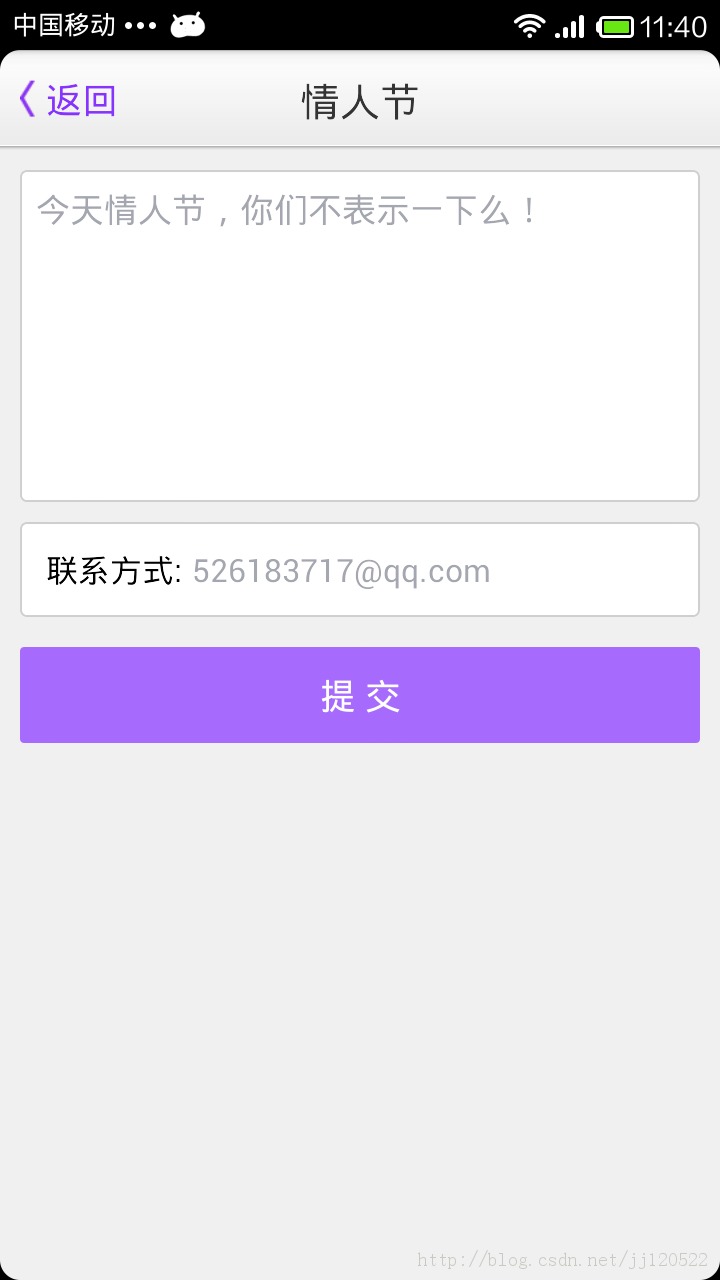 中国移动 ••• 11:40
返回 情人节
今天情人节，你们不表示一下么！
联系方式: 526183717@qq.com
提 交
http://blog.csdn.net/jj120522